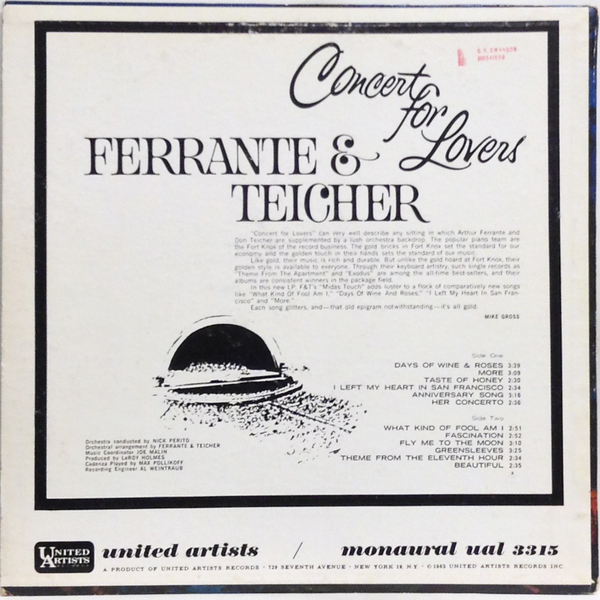 Concert
for
Lovers
FERRANTE &
TEICHER
"Concert for Lovers" can very well describe any sitting in which Arthur Ferrante and
Don Teicher are supplemented by a lush orchestra backdrop. The popular piano team are
the Fort Knox of the record business. The gold bricks in Fort Knox set the standard for our
economy and the golden touch in their hands sets the standard of our music.
Like gold, their music is rich and durable. But unlike the gold hoard at Fort Knox, their
golden style is available to everyone. Through their keyboard artistry, such single records as
"Theme From The Apartment" and "Exodus" are among the all-time best-sellers, and their
albums are consistent winners in the package field.
In this new LP F&T's "Midas Touch" adds luster to a flock of comparatively new songs
like "What Kind Of Fool Am I," "Days Of Wine And Roses," "I Left My Heart In San Fran-
cisco" and "More."
Each song glitters, and—that old epigram notwithstanding—it's all gold.
MIKE GROSS
Side One
DAYS OF WINE & ROSES 3:39
MORE 3:09
TASTE OF HONEY 2:30
I LEFT MY HEART IN SAN FRANCISCO 2:34
ANNIVERSARY SONG 3:16
HER CONCERTO 2:56
Side Two
WHAT KIND OF FOOL AM I 2:51
FASCINATION 2:52
FLY ME TO THE MOON 3:10
GREENSLEEVES 3:25
THEME FROM THE ELEVENTH HOUR 2:34
BEAUTIFUL 2:35
Orchestra conducted by NICK PERITO
Orchestral arrangement by FERRANTE & TEICHER
Music Coordinator JOE MALIN
Produced by LeROY HOLMES
Cadenza Played by MAX POLLIKOFF
Recording Engineer AL WEINTRAUB
UNITED ARTISTS
united artists / monaural ual 3315
A PRODUCT OF UNITED ARTISTS RECORDS · 729 SEVENTH AVENUE · NEW YORK 19, N.Y. · ©1963 UNITED ARTISTS RECORDS INC